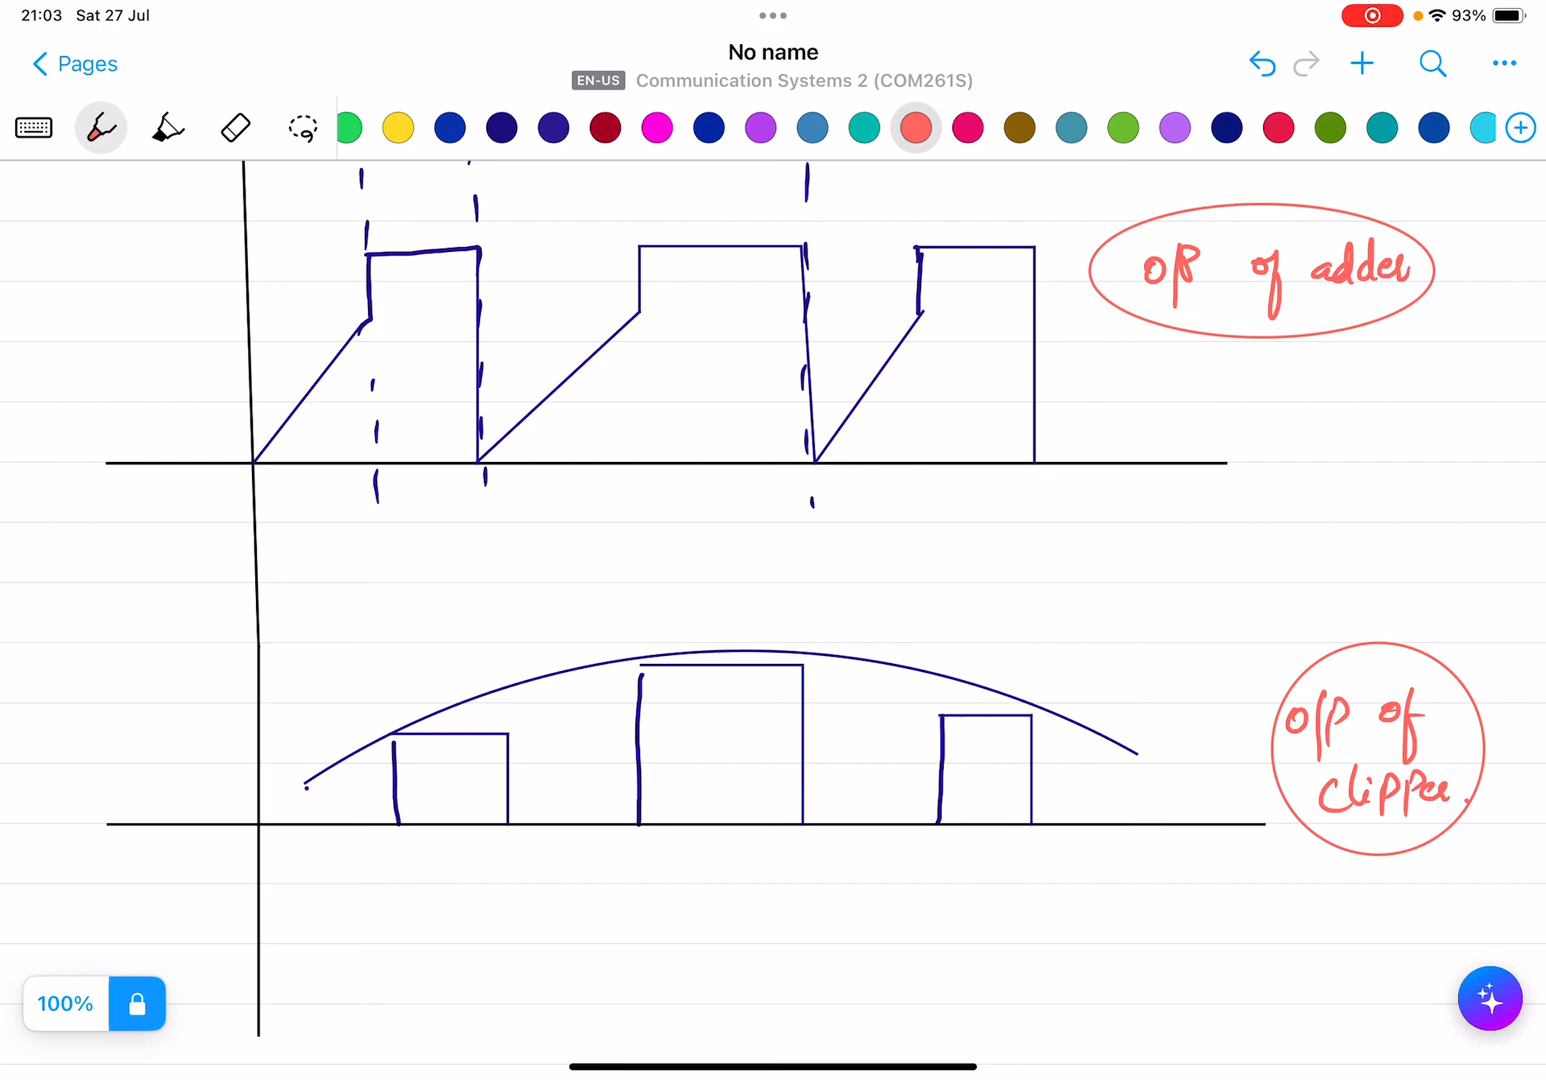 21:03 Sat 27 Jul
93%
Pages
No name
EN-US Communication Systems 2 (COM261S)
O/P of adder
O/P of
clipper.
100%